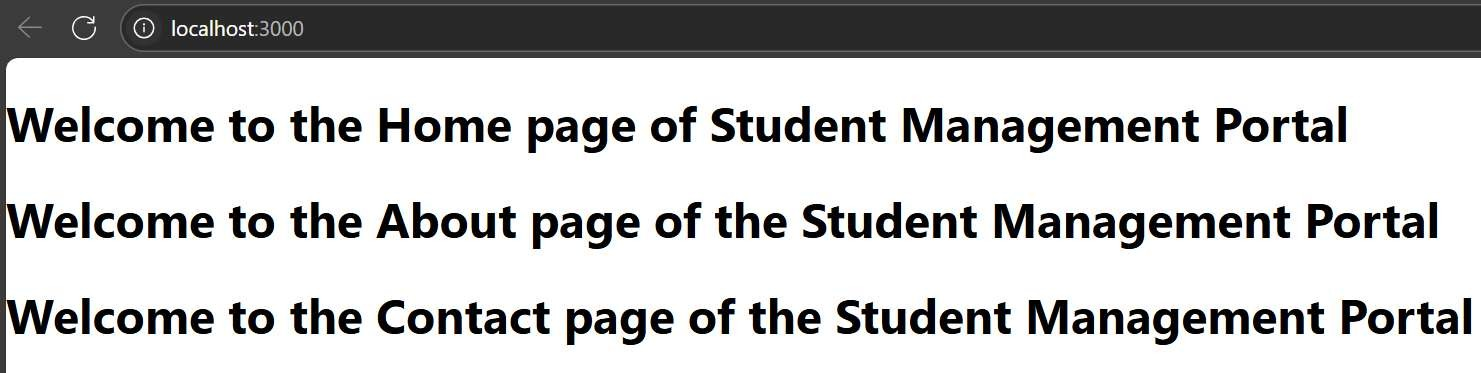 localhost:3000
Welcome to the Home page of Student Management Portal
Welcome to the About page of the Student Management Portal
Welcome to the Contact page of the Student Management Portal